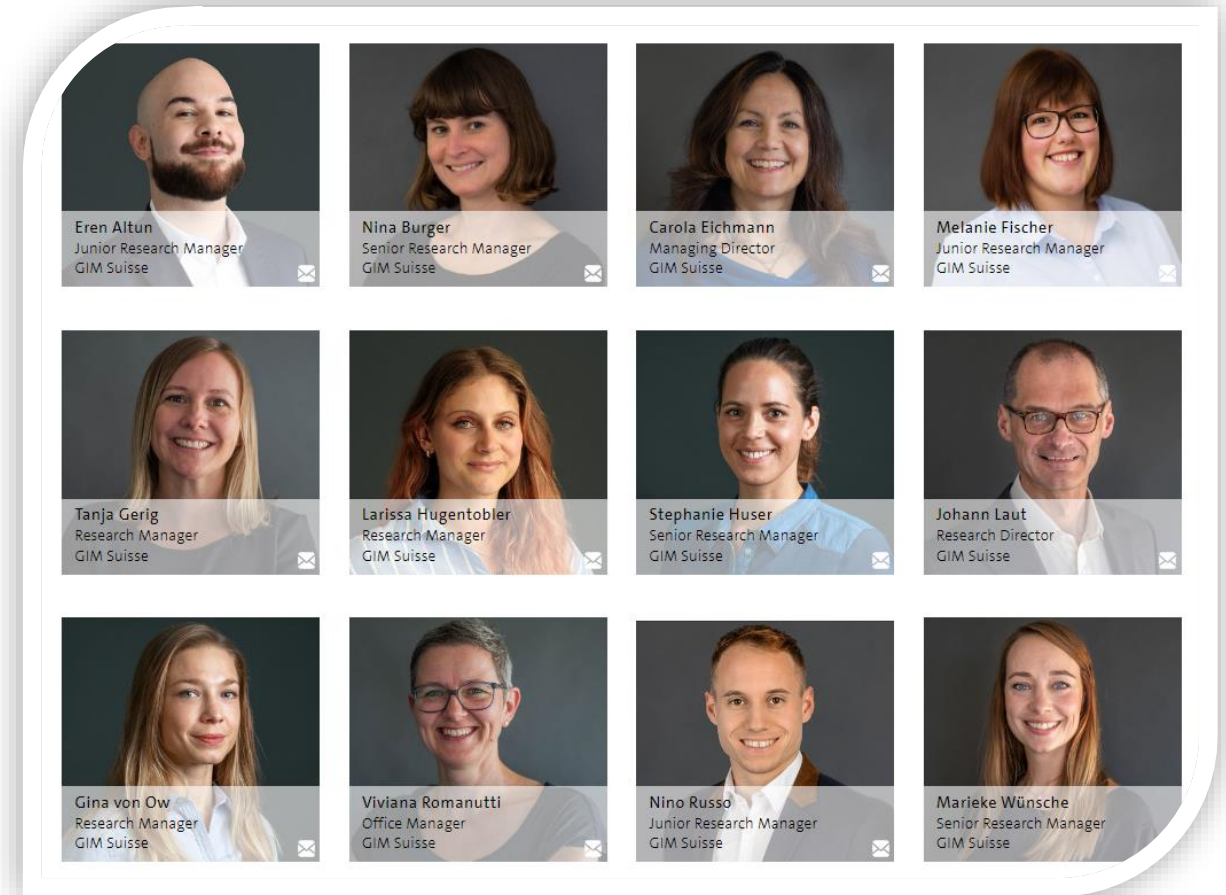 Eren Altun
Junior Research Manager
GIM Suisse
Nina Burger
Senior Research Manager
GIM Suisse
Carola Eichmann
Managing Director
GIM Suisse
Melanie Fischer
Junior Research Manager
GIM Suisse
Tanja Gerig
Research Manager
GIM Suisse
Larissa Hugentobler
Research Manager
GIM Suisse
Stephanie Huser
Senior Research Manager
GIM Suisse
Johann Laut
Research Director
GIM Suisse
Gina von Ow
Research Manager
GIM Suisse
Viviana Romanutti
Office Manager
GIM Suisse
Nino Russo
Junior Research Manager
GIM Suisse
Marieke Wünsche
Senior Research Manager
GIM Suisse